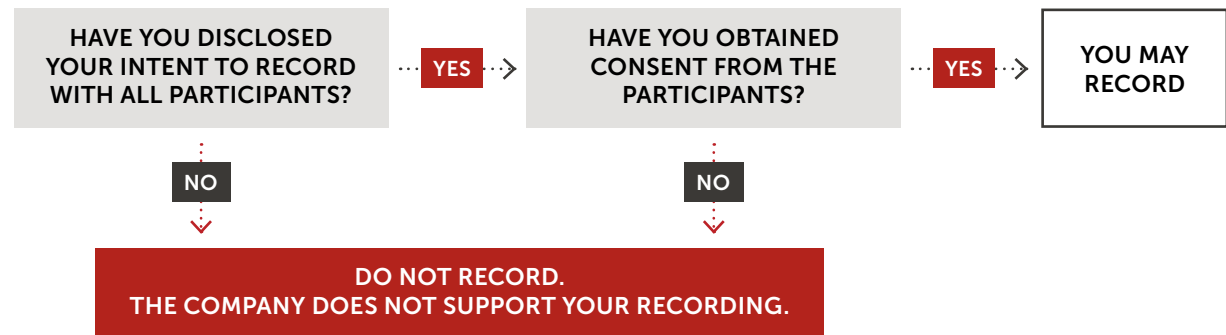 HAVE YOU DISCLOSED
YOUR INTENT TO RECORD
WITH ALL PARTICIPANTS?
YES
HAVE YOU OBTAINED
CONSENT FROM THE
PARTICIPANTS?
YES
YOU MAY
RECORD
NO
NO
DO NOT RECORD.
THE COMPANY DOES NOT SUPPORT YOUR RECORDING.